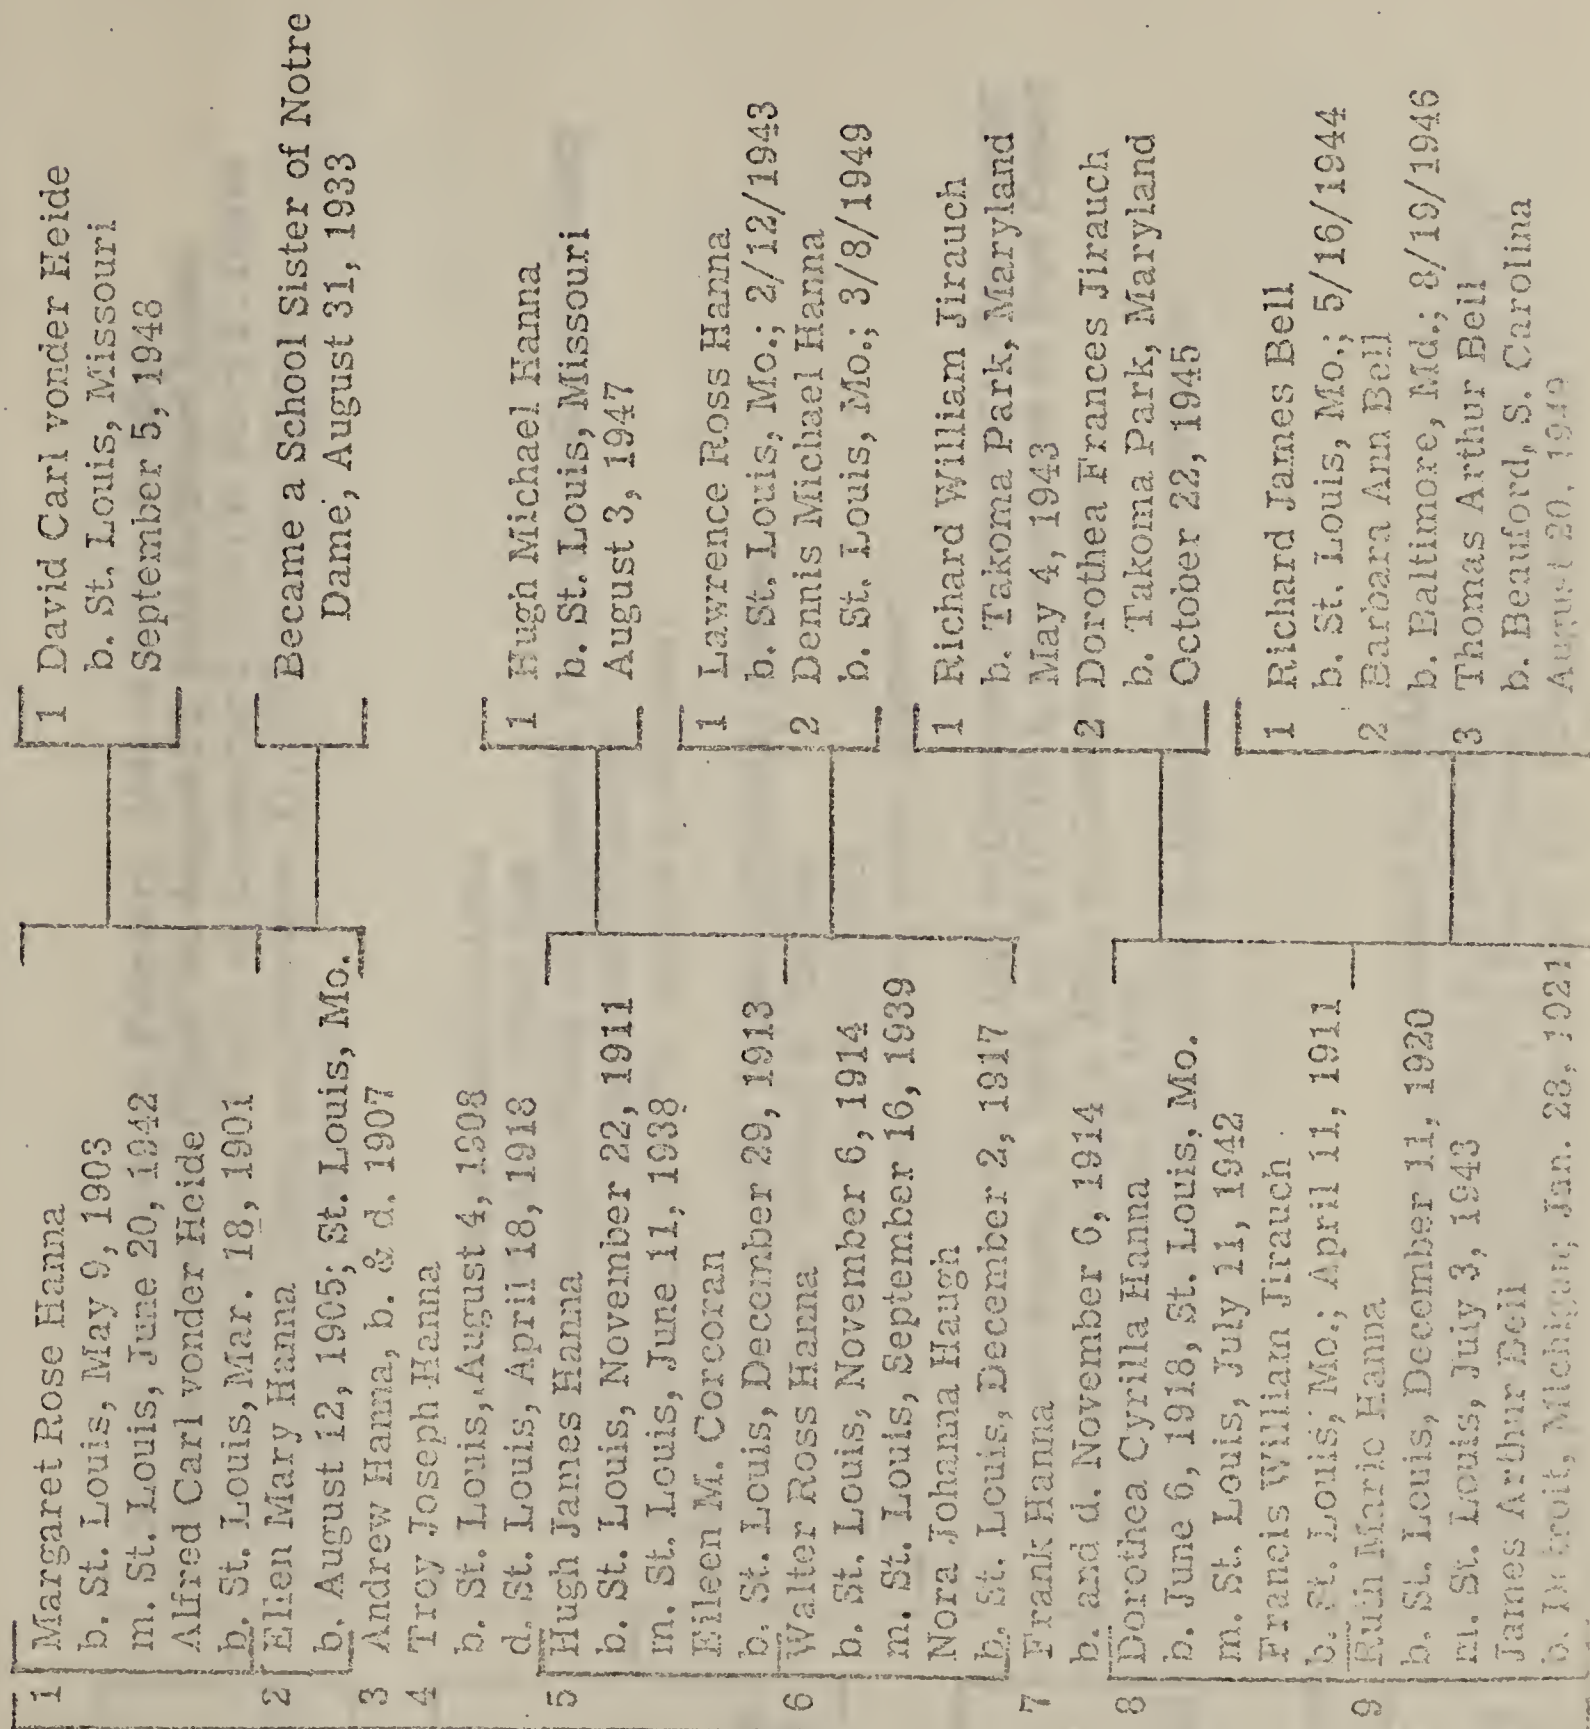 1 Margaret Rose Hanna
b. St. Louis, May 9, 1903
m. St. Louis, June 20, 1942
Alfred Carl vonder Heide
b. St. Louis, Mar. 18, 1901
2 Ellen Mary Hanna
b. August 12, 1905; St. Louis, Mo.
3 Andrew Hanna, b. & d. 1907
4 Troy Joseph Hanna
b. St. Louis, August 4, 1908
d. St. Louis, April 18, 1918
5 Hugh James Hanna
b. St. Louis, November 22, 1911
m. St. Louis, June 11, 1938
Eileen M. Corcoran
b. St. Louis, December 29, 1913
6 Walter Ross Hanna
b. St. Louis, November 6, 1914
m. St. Louis, September 16, 1939
Nora Johanna Haugh
b. St. Louis, December 2, 1917
7 Frank Hanna
b. and d. November 6, 1914
8 Dorothea Cyrilla Hanna
b. June 6, 1918, St. Louis, Mo.
m. St. Louis, July 11, 1942
Francis William Jirauch
b. St. Louis, Mo.; April 11, 1911
9 Ruth Marie Hanna
b. St. Louis, December 11, 1920
m. St. Louis, July 3, 1943
James Arthur Bell
b. Detroit, Michigan; Jan. 28, 1921
1 David Carl vonder Heide
b. St. Louis, Missouri
September 5, 1948
Became a School Sister of Notre
Dame, August 31, 1933
1 Hugh Michael Hanna
b. St. Louis, Missouri
August 3, 1947
1 Lawrence Ross Hanna
b. St. Louis, Mo.; 2/12/1943
2 Dennis Michael Hanna
b. St. Louis, Mo.; 3/8/1949
1 Richard William Jirauch
b. Takoma Park, Maryland
May 4, 1943
2 Dorothea Frances Jirauch
b. Takoma Park, Maryland
October 22, 1945
1 Richard James Bell
b. St. Louis, Mo.; 5/16/1944
2 Barbara Ann Bell
b. Baltimore, Md.; 8/19/1946
3 Thomas Arthur Bell
b. Beauford, S. Carolina
August 20, 1949